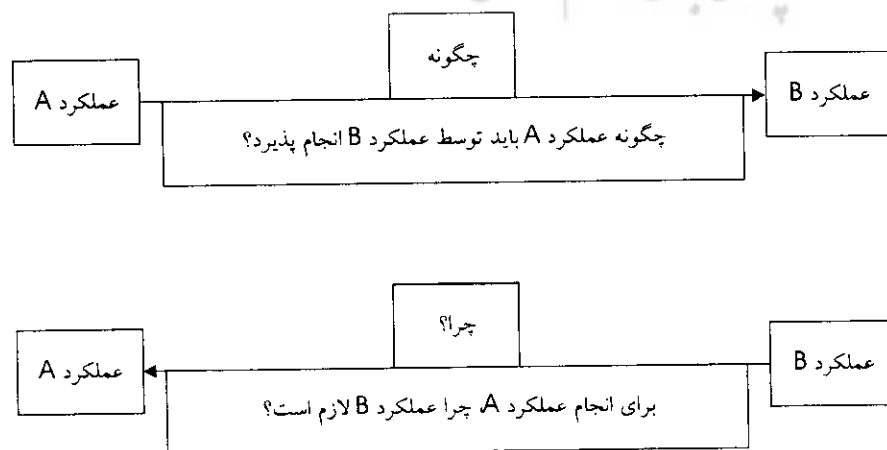 چگونه
عملکرد A
عملکرد B
چگونه عملکرد A باید توسط عملکرد B انجام پذیرد؟
چرا؟
عملکرد A
عملکرد B
برای انجام عملکرد A، چرا عملکرد B لازم است؟